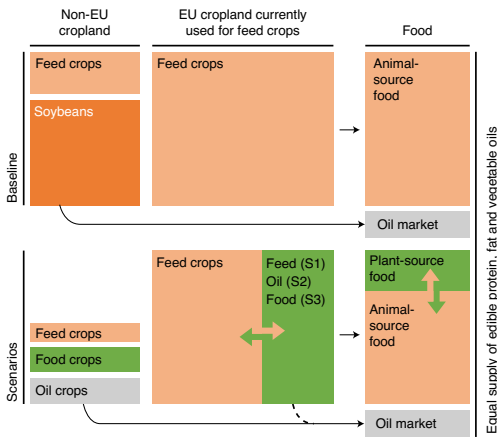 Non-EU
cropland
EU cropland currently
used for feed crops
Food
Baseline
Feed crops
Soybeans
Feed crops
Animal-
source
food
Oil market
Scenarios
Feed crops
Food crops
Oil crops
Feed crops
Feed (S1)
Oil (S2)
Food (S3)
Plant-source
food
Animal-
source
food
Oil market
Equal supply of edible protein, fat and vegetable oils